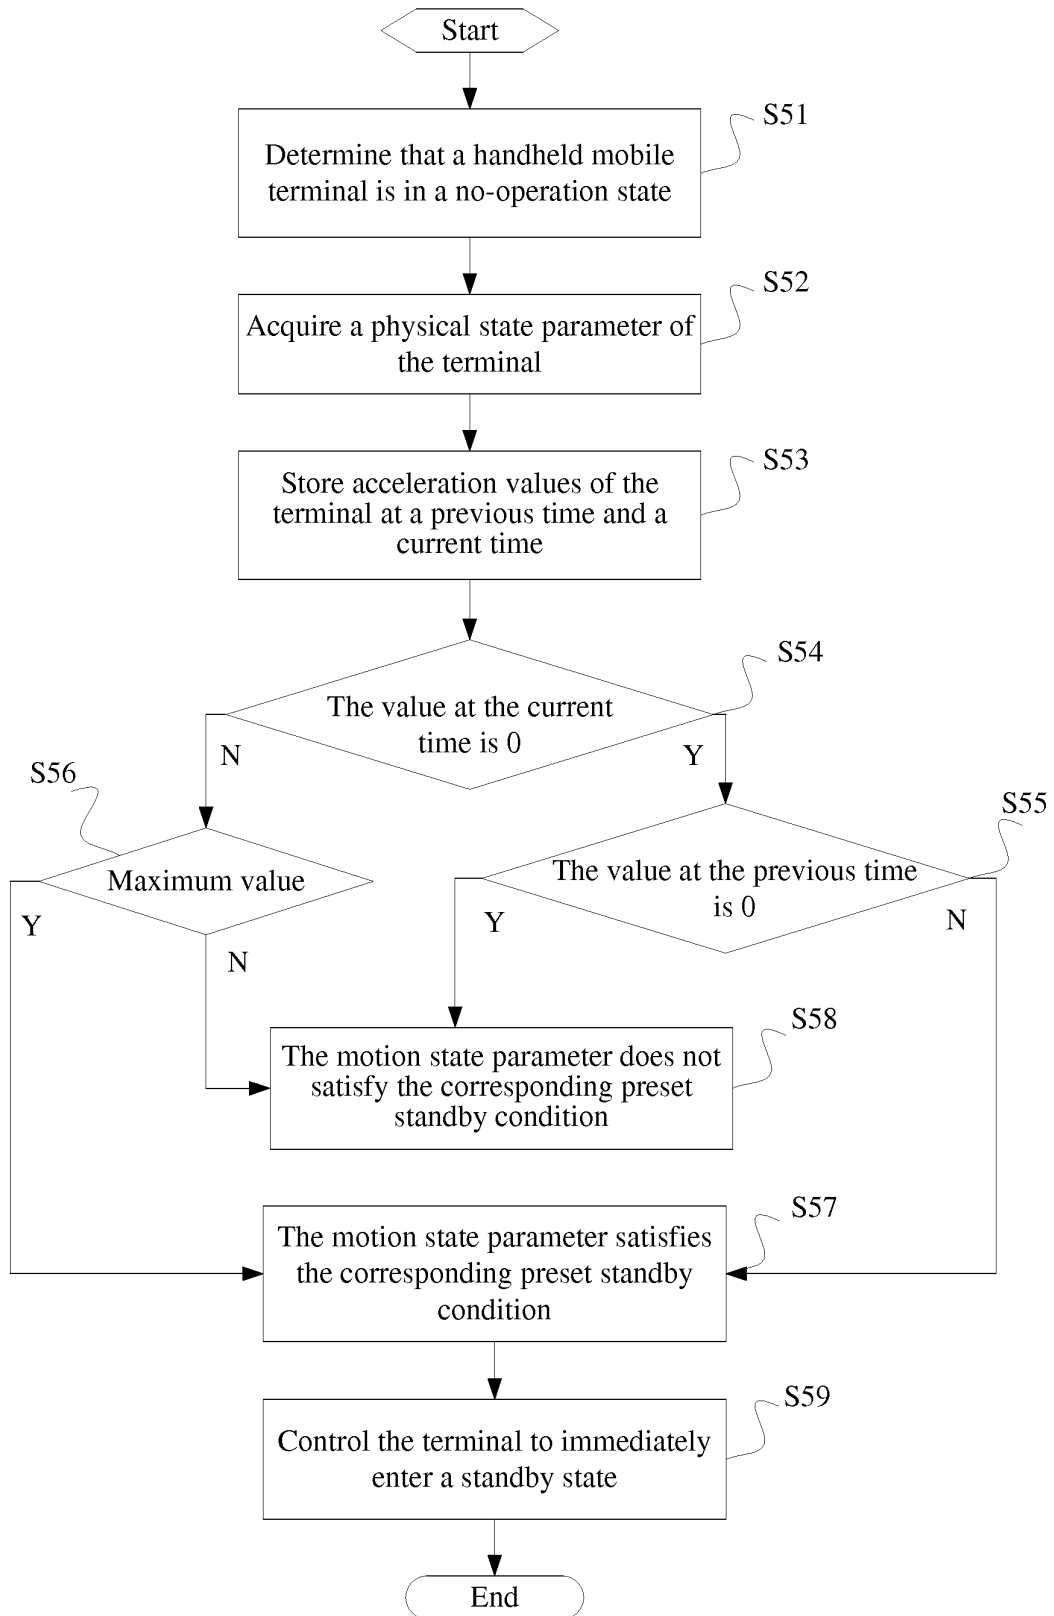 Start
S51
Determine that a handheld mobile
terminal is in a no-operation state
S52
Acquire a physical state parameter of
the terminal
S53
Store acceleration values of the
terminal at a previous time and a
current time
S54
The value at the current
time is 0
N
Y
S56
S55
Maximum value
The value at the previous time
is 0
Y
Y
N
N
S58
The motion state parameter does not
satisfy the corresponding preset
standby condition
S57
The motion state parameter satisfies
the corresponding preset standby
condition
S59
Control the terminal to immediately
enter a standby state
End